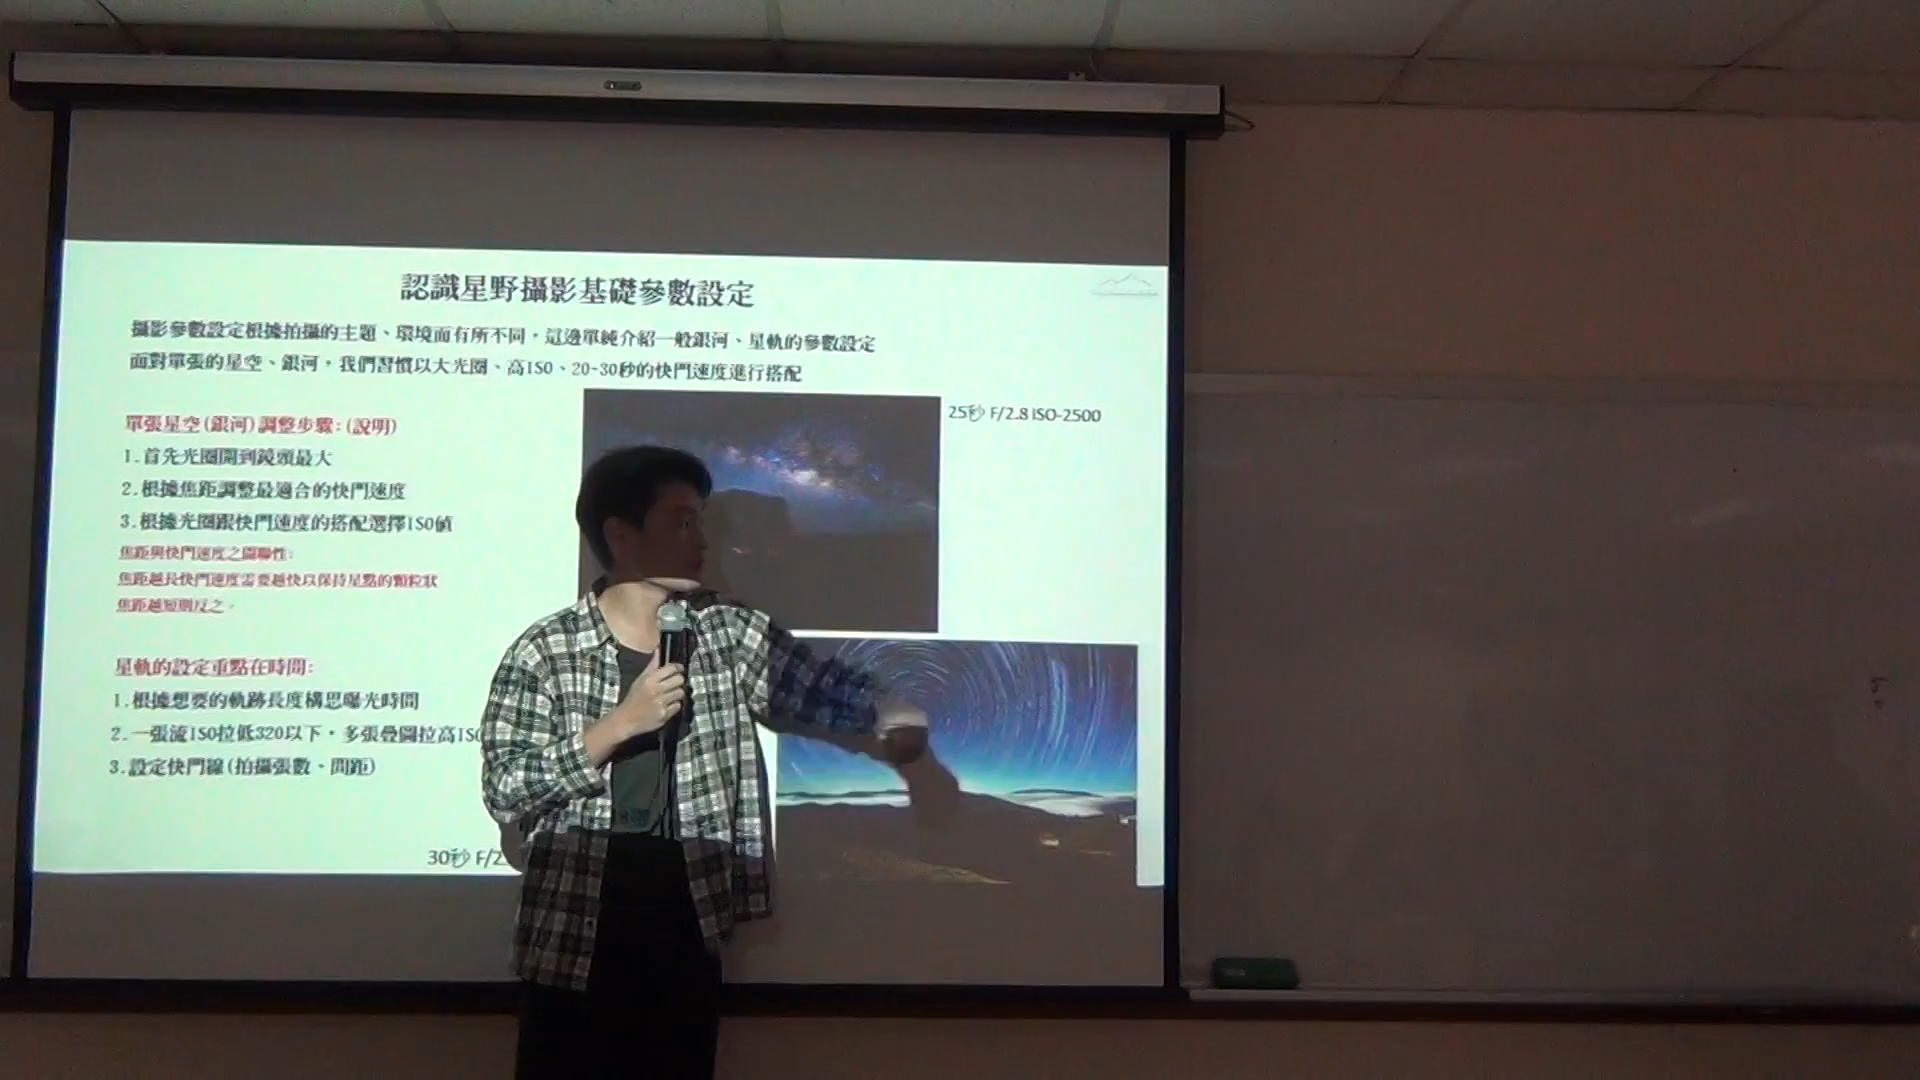 認識星野攝影基礎參數設定
攝影參數設定根據拍攝的主題、環境而有所不同，這邊單純介紹一般銀河、星軌的參數設定
面對單張的星空、銀河，我們習慣以大光圈、高ISO、20-30秒的快門速度進行搭配
25秒 F/2.8 ISO-2500
單張星空(銀河)調整步驟:(說明)
1.首先光圈開到鏡頭最大
2.根據焦距調整最適合的快門速度
3.根據光圈跟快門速度的搭配選擇ISO值
焦距與快門速度之關聯性:
焦距越長快門速度需要越快以保持星點的顆粒狀
焦距越短則反之。
星軌的設定重點在時間:
1.根據想要的軌跡長度構思曝光時間
2.一張流ISO拉低320以下，多張疊圖拉高ISO
3.設定快門線(拍攝張數、間距)
30秒 F/2.